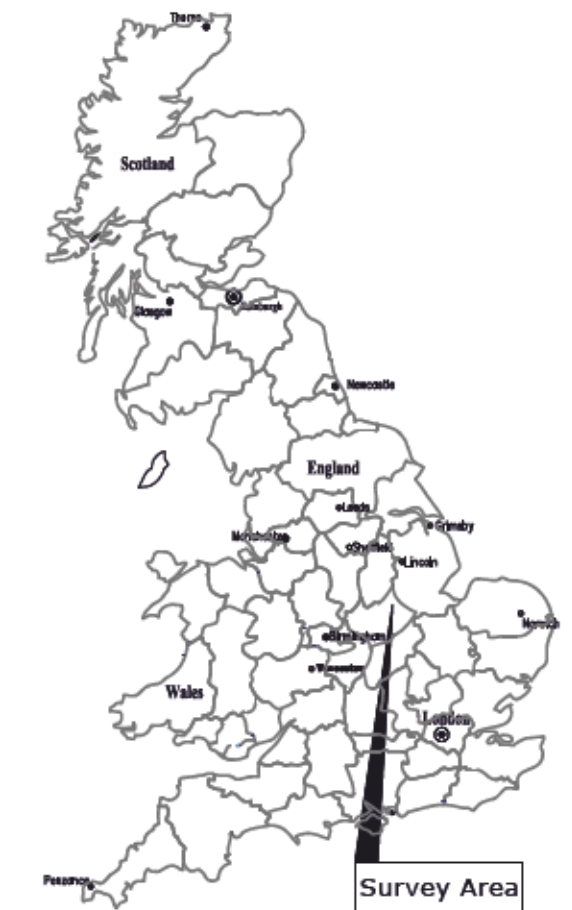 Thurso
Scotland
Glasgow
Edinburgh
Newcastle
England
Leeds
Grimsby
Manchester
Sheffield
Lincoln
Norwich
Birmingham
Worcester
Wales
London
Penzance
Survey Area